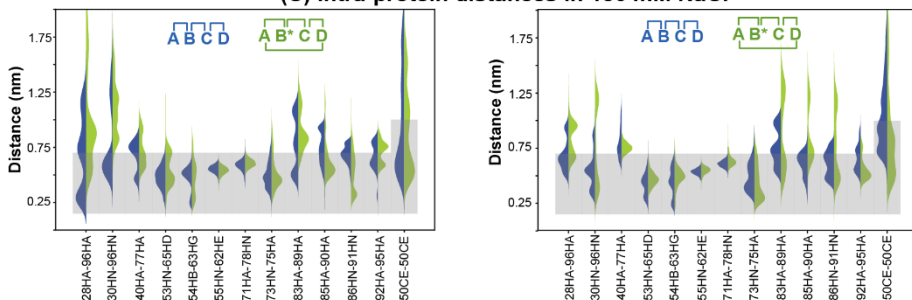 (C) Intra-protein distances in 150 mM NaCl
1.75
1.25
0.75
0.25
Distance (nm)
A B C D
A B* C D
28HA-96HA
30HN-96HN
40HA-77HA
53HN-65HD
54HB-63HG
55HN-62HE
71HA-78HN
73HN-75HA
83HA-89HA
85HA-90HA
86HN-91HN
92HA-95HA
50CE-50CE
1.75
1.25
0.75
0.25
Distance (nm)
A B C D
A B* C D
28HA-96HA
30HN-96HN
40HA-77HA
53HN-65HD
54HB-63HG
55HN-62HE
71HA-78HN
73HN-75HA
83HA-89HA
85HA-90HA
86HN-91HN
92HA-95HA
50CE-50CE